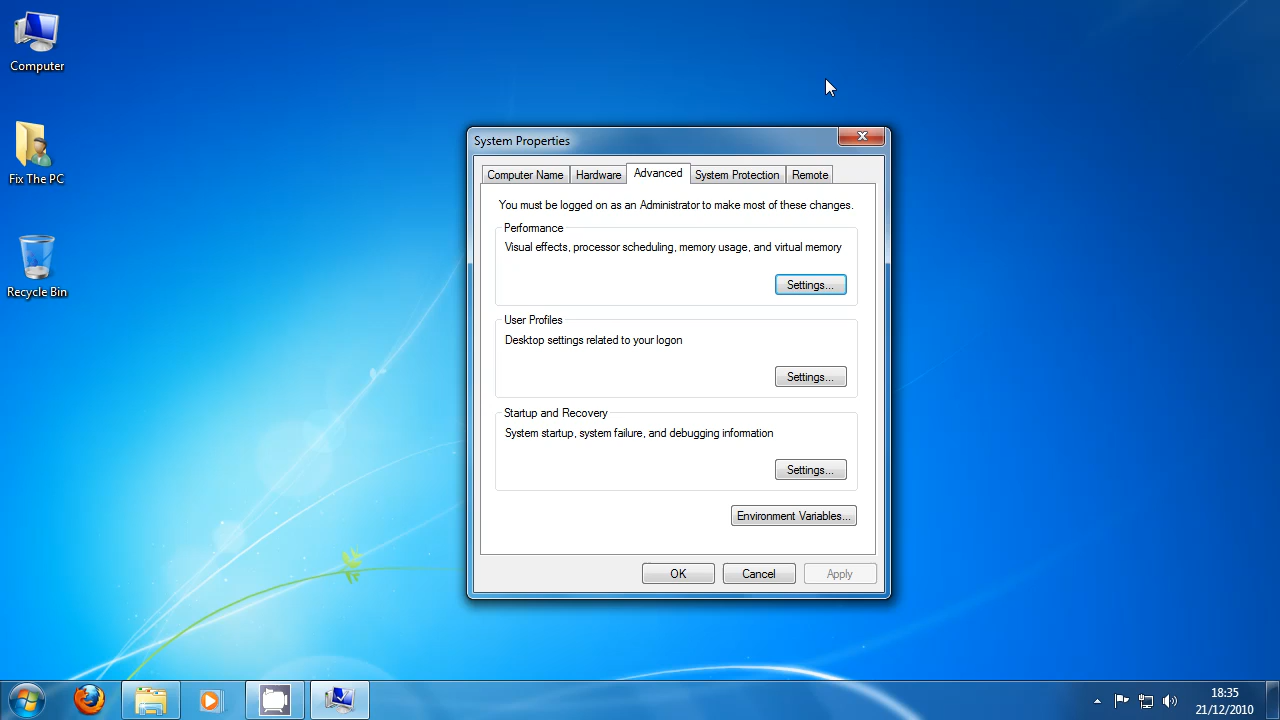 Computer
Fix The PC
Recycle Bin
System Properties
Computer Name
Hardware
Advanced
System Protection
Remote
You must be logged on as an Administrator to make most of these changes.
Performance
Visual effects, processor scheduling, memory usage, and virtual memory
Settings...
User Profiles
Desktop settings related to your logon
Settings...
Startup and Recovery
System startup, system failure, and debugging information
Settings...
Environment Variables...
OK
Cancel
Apply
18:35
21/12/2010